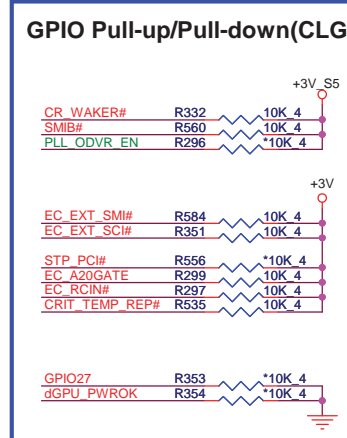 GPIO Pull-up/Pull-down(CLG
+3V_S5
CR_WAKER# R332 10K_4
SMIB# R560 10K_4
PLL_ODVR_EN R296 *10K_4
+3V
EC_EXT_SMI# R584 10K_4
EC_EXT_SCI# R351 10K_4
STP_PCI# R556 *10K_4
EC_A20GATE R299 10K_4
EC_RCIN# R297 10K_4
CRIT_TEMP_REP# R535 10K_4
GPIO27 R353 *10K_4
dGPU_PWROK R354 *10K_4